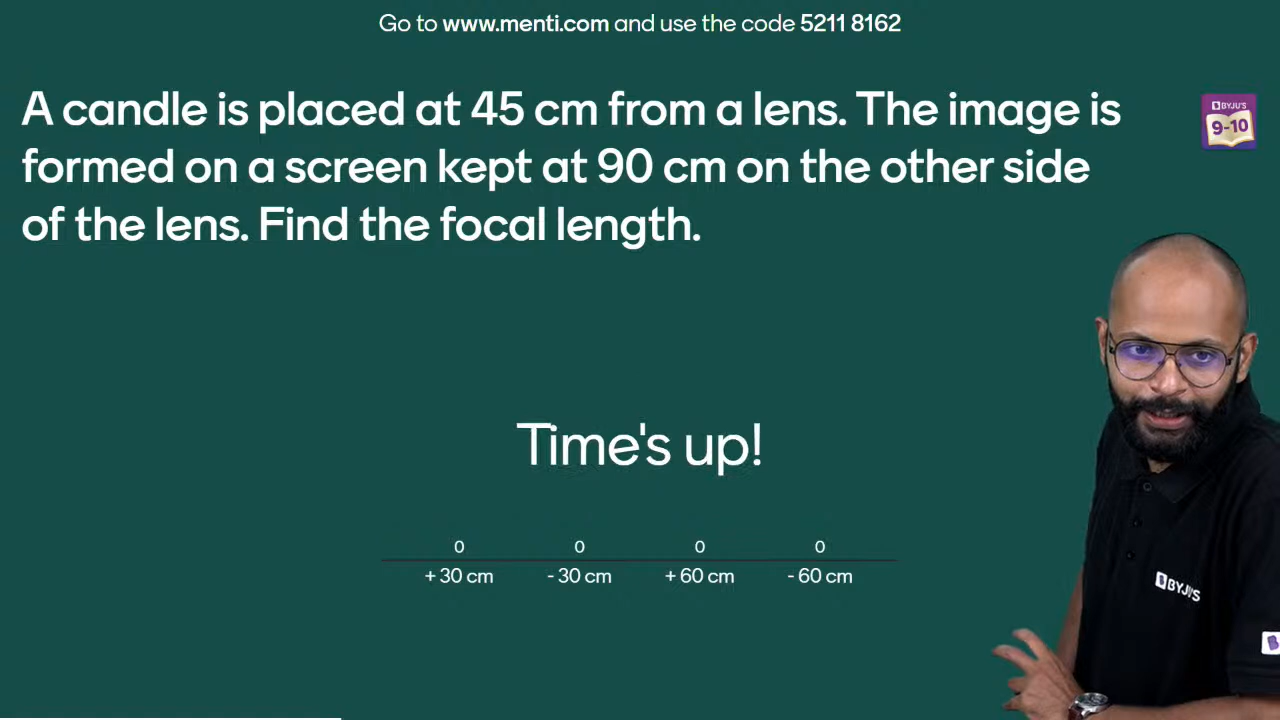 Go to www.menti.com and use the code 5211 8162
A candle is placed at 45 cm from a lens. The image is
formed on a screen kept at 90 cm on the other side
of the lens. Find the focal length.
BYJU'S
9-10
Time's up!
0 0 0 0
+ 30 cm - 30 cm + 60 cm - 60 cm
BYJU'S